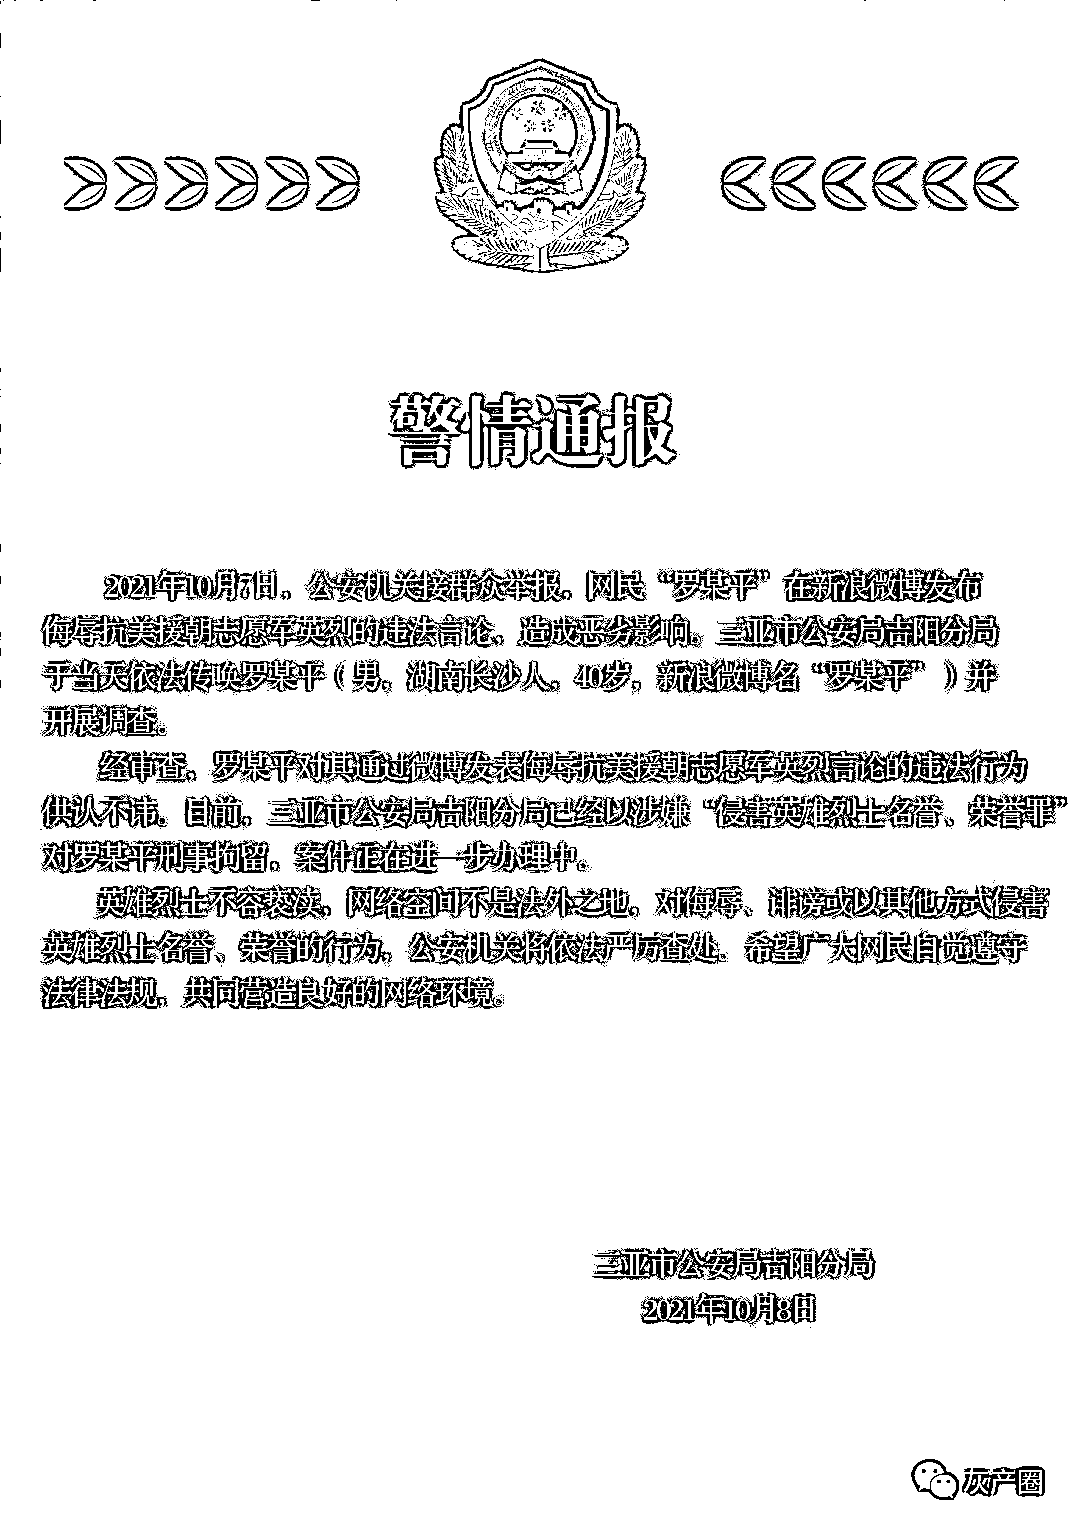 警情通报
2021年10月7日，公安机关接群众举报，网民“罗某平”在新浪微博发布
侮辱抗美援朝志愿军英烈的违法言论，造成恶劣影响。三亚市公安局吉阳分局
于当天依法传唤罗某平（男，湖南长沙人，40岁，新浪微博名“罗某平”）并
开展调查。
经审查，罗某平对其通过微博发表侮辱抗美援朝志愿军英烈言论的违法行为
供认不讳。目前，三亚市公安局吉阳分局已经以涉嫌“侵害英雄烈士名誉、荣誉罪”
对罗某平刑事拘留，案件正在进一步办理中。
英雄烈士不容亵渎，网络空间不是法外之地。对侮辱、诽谤或以其他方式侵害
英雄烈士名誉、荣誉的行为，公安机关将依法严厉查处。希望广大网民自觉遵守
法律法规，共同营造良好的网络环境。
三亚市公安局吉阳分局
2021年10月8日
灰产圈